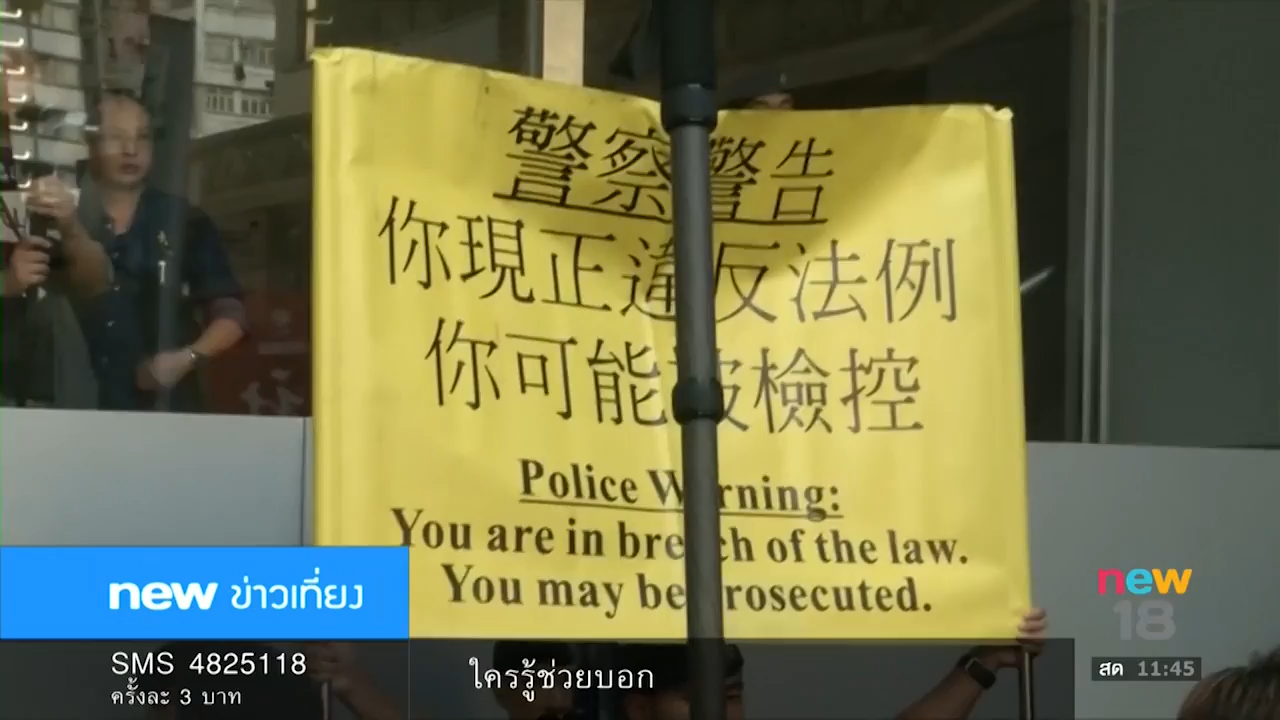 警察警告
你現正違反法例
你可能被檢控
Police Warning:
You are in breach of the law.
You may be prosecuted.
new ข่าวเที่ยง
SMS 4825118
ครั้งละ 3 บาท
ใครรู้ช่วยบอก
new
18
สด 11:45